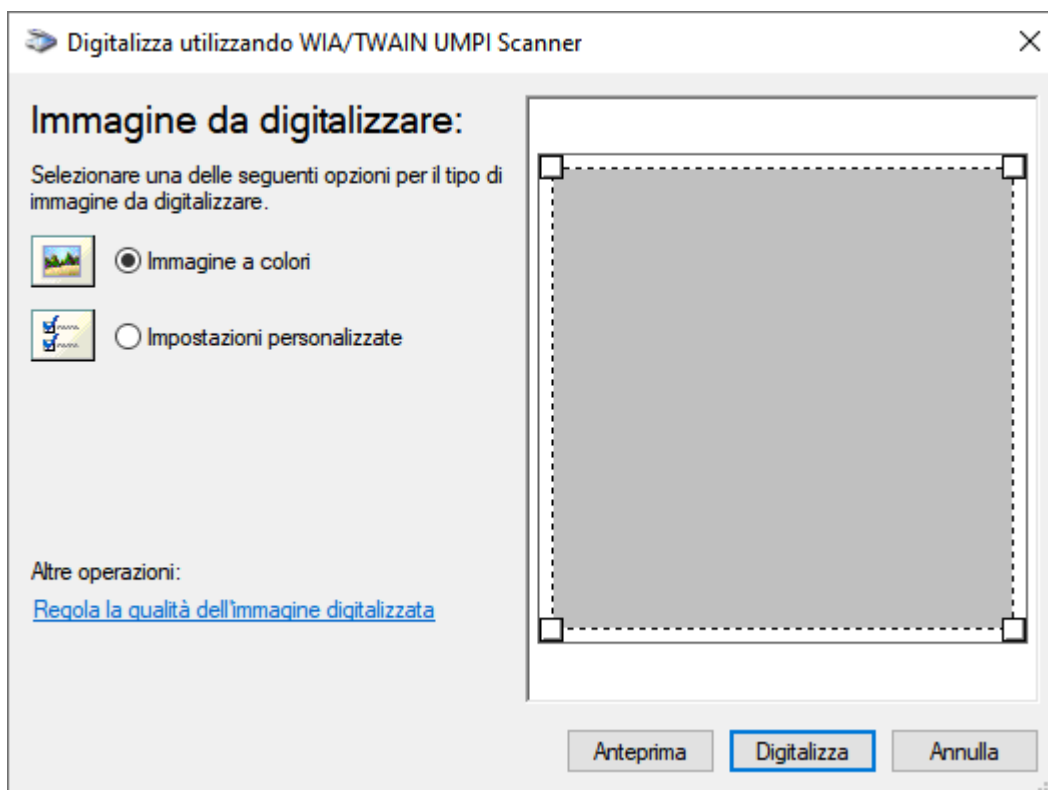 Digitalizza utilizzando WIA/TWAIN UMPI Scanner
Immagine da digitalizzare:
Selezionare una delle seguenti opzioni per il tipo di
immagine da digitalizzare.
Immagine a colori
Impostazioni personalizzate
Altre operazioni:
Regola la qualità dell'immagine digitalizzata
Anteprima
Digitalizza
Annulla